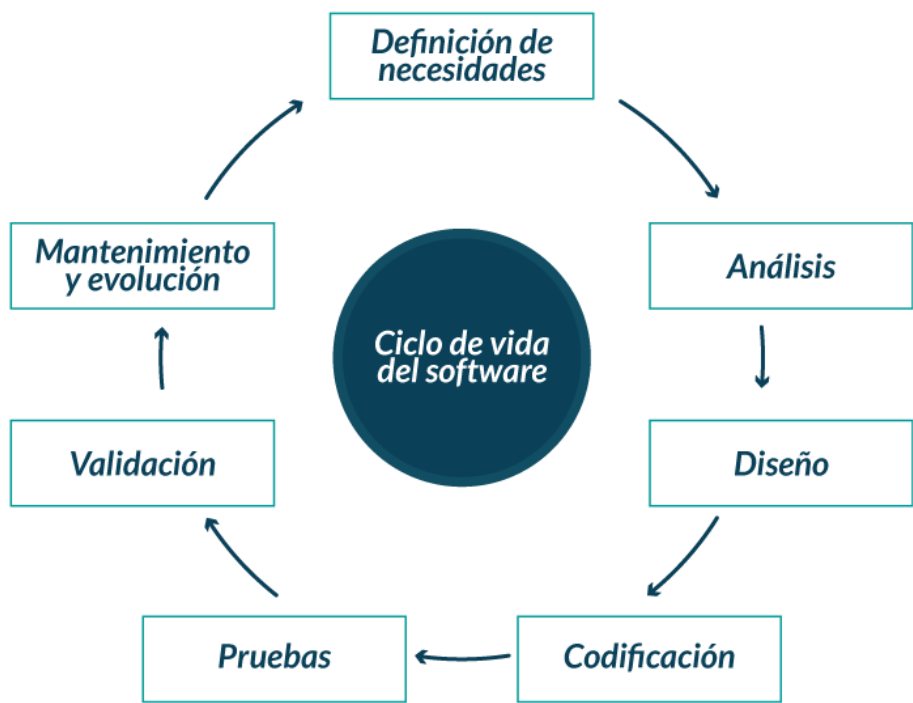 Definición de
necesidades
Mantenimiento
y evolución
Análisis
Ciclo de vida
del software
Validación
Diseño
Pruebas
Codificación